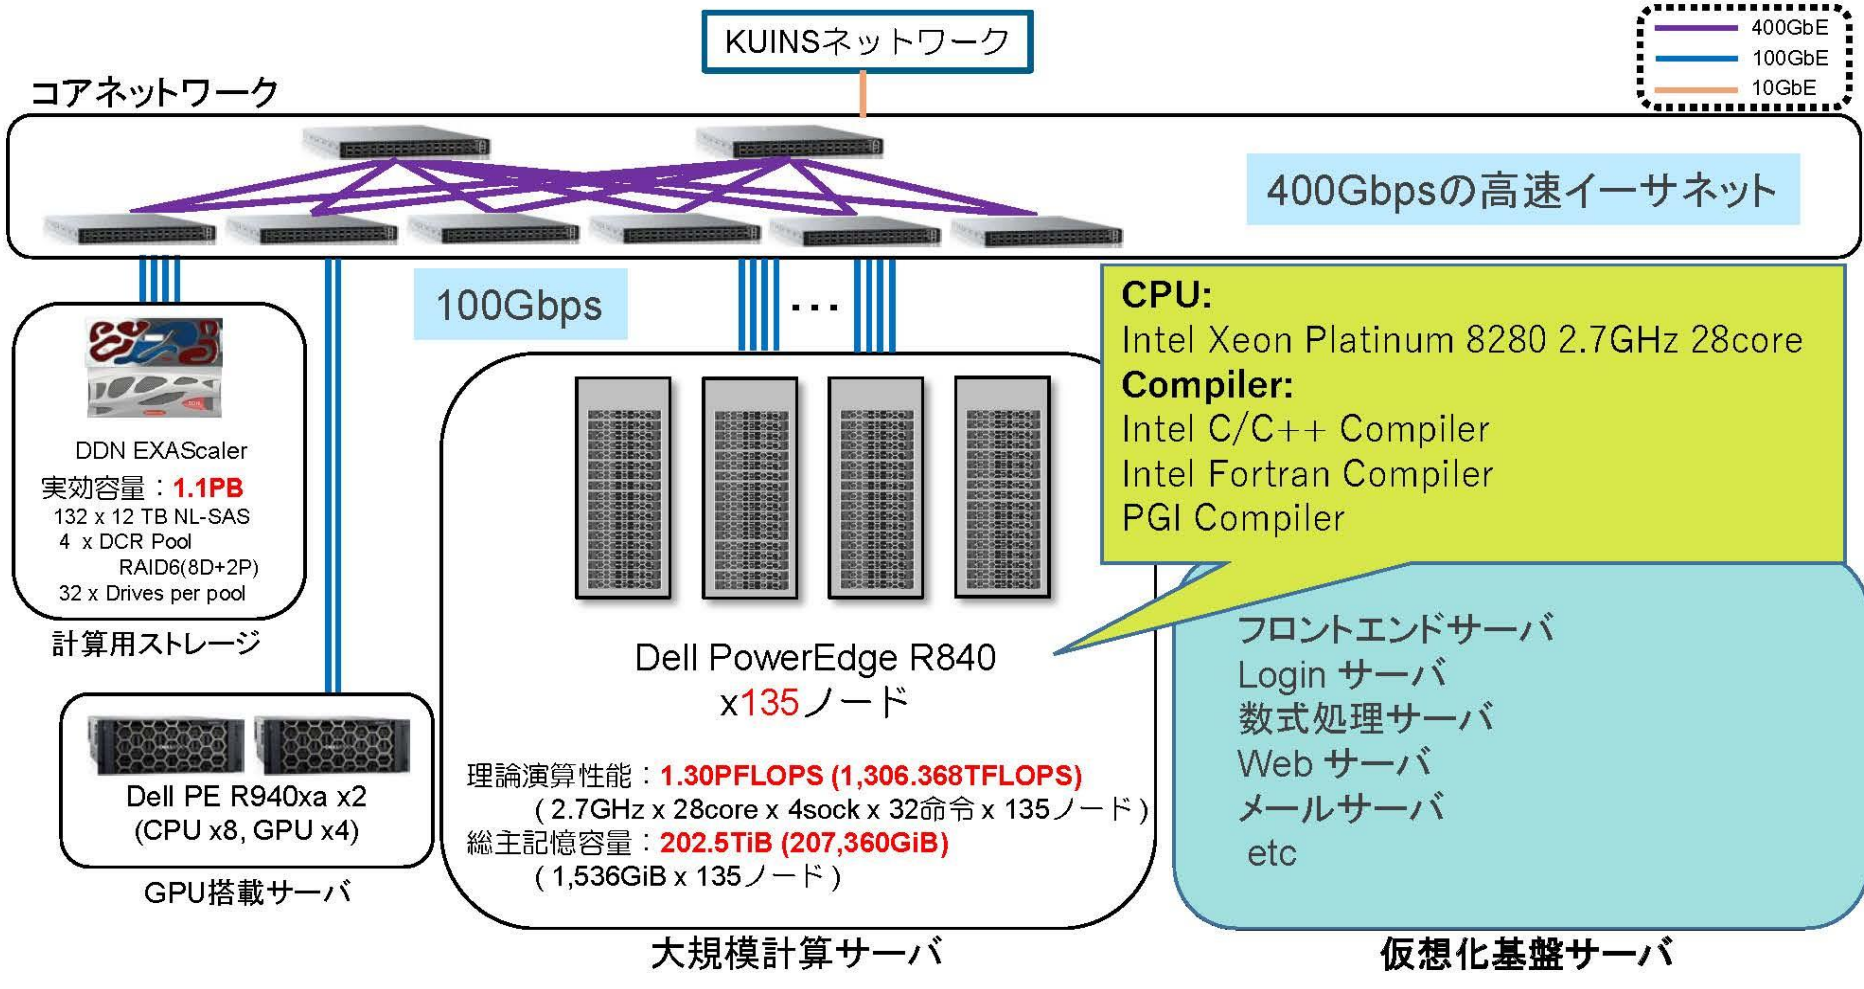 KUINSネットワーク
400GbE
100GbE
10GbE
コアネットワーク
400Gbpsの高速イーサネット
100Gbps
...
CPU:
Intel Xeon Platinum 8280 2.7GHz 28core
Compiler:
Intel C/C++ Compiler
Intel Fortran Compiler
PGI Compiler
DDN EXAScaler
実効容量：1.1PB
132 x 12 TB NL-SAS
4 x DCR Pool
RAID6(8D+2P)
32 x Drives per pool
計算用ストレージ
Dell PE R940xa x2
(CPU x8, GPU x4)
GPU搭載サーバ
Dell PowerEdge R840
x135ノード
理論演算性能：1.30PFLOPS (1,306.368TFLOPS)
( 2.7GHz x 28core x 4sock x 32命令 x 135ノード )
総主記憶容量：202.5TiB (207,360GiB)
( 1,536GiB x 135ノード )
大規模計算サーバ
フロントエンドサーバ
Login サーバ
数式処理サーバ
Web サーバ
メールサーバ
etc
仮想化基盤サーバ